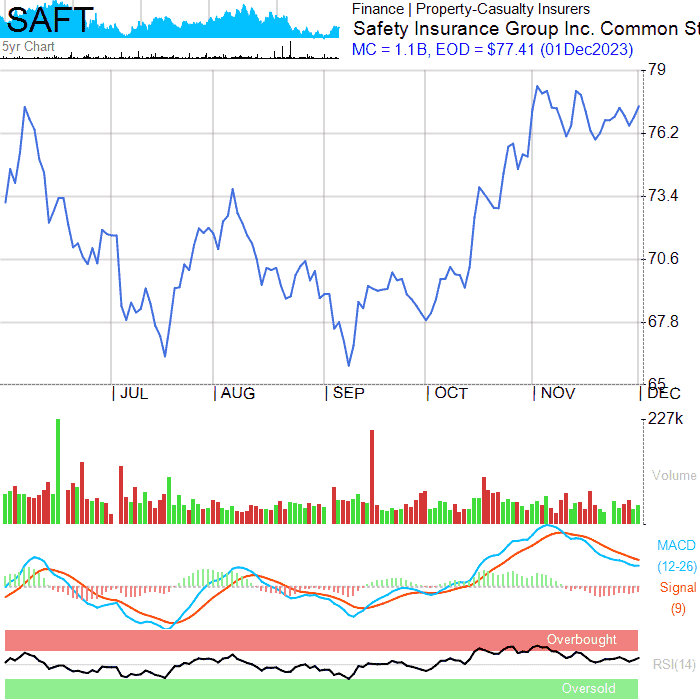 SAFT
5yr Chart
Finance | Property-Casualty Insurers
Safety Insurance Group Inc. Common St
MC = 1.1B, EOD = $77.41 (01Dec2023)
79
76.2
73.4
70.6
67.8
65
JUL AUG SEP OCT NOV DEC
227k
Volume
MACD
(12-26)
Signal
(9)
Overbought
RSI(14)
Oversold